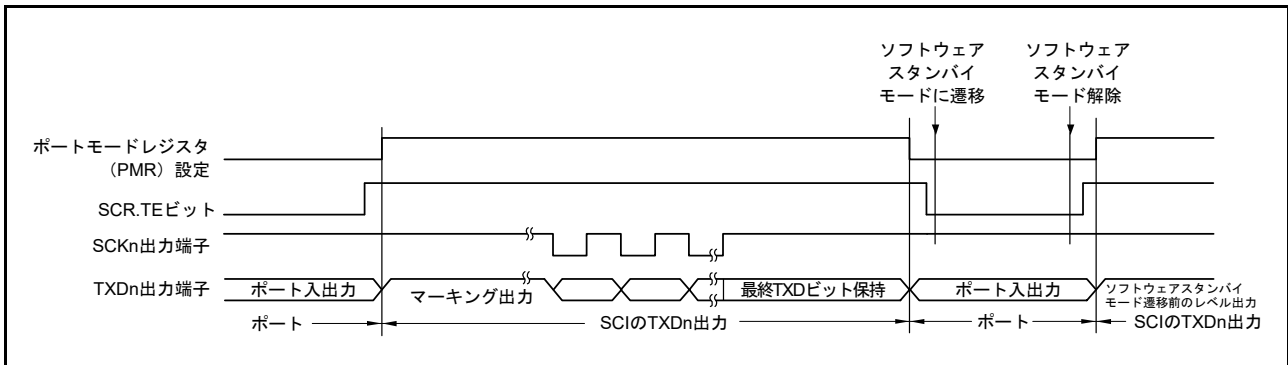 ソフトウェア
スタンバイ
モードに遷移
ソフトウェア
スタンバイ
モード解除
ポートモードレジスタ
（PMR）設定
SCR.TEビット
SCKn出力端子
TXDn出力端子
ポート入出力
マーキング出力
最終TXDビット保持
ポート入出力
ソフトウェアスタンバイ
モード遷移前のレベル出力
ポート
SCIのTXDn出力
ポート
SCIのTXDn出力